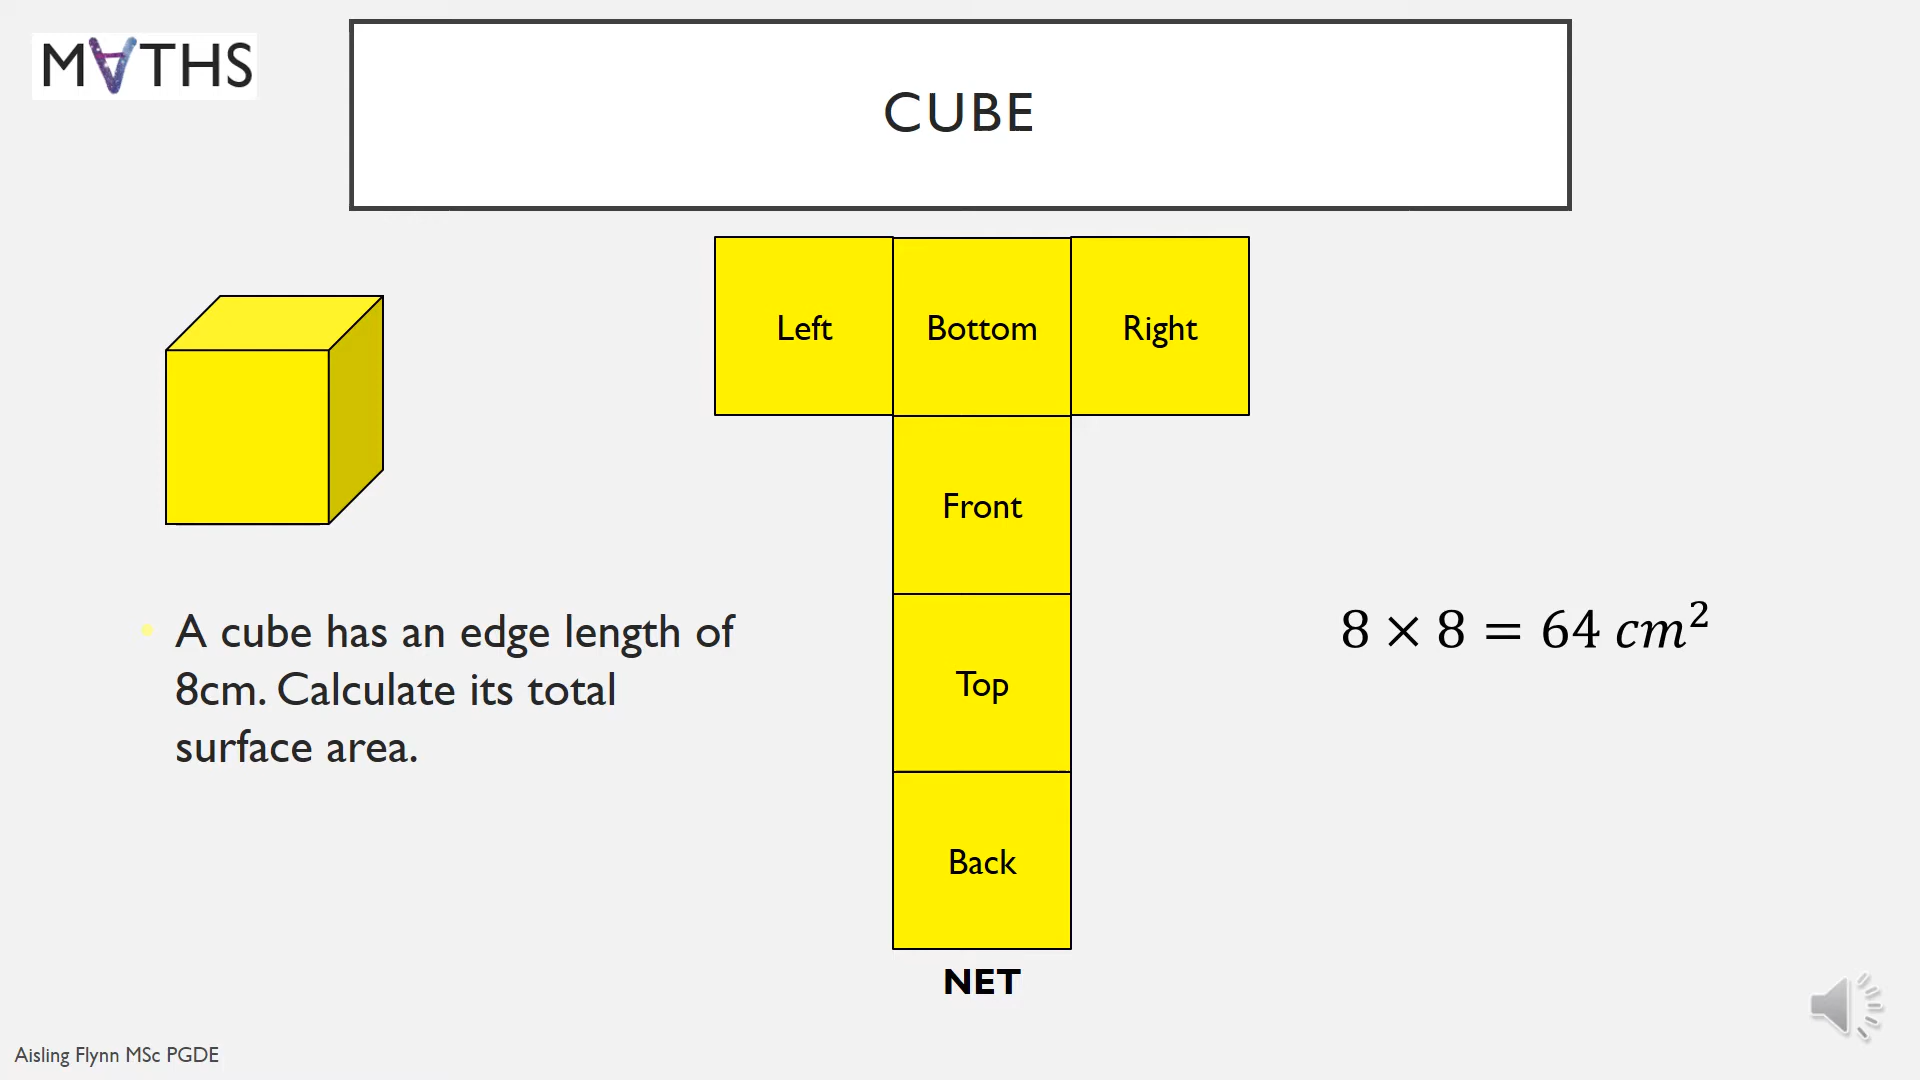 M∀THS
CUBE
Left Bottom Right
Front
A cube has an edge length of
8cm. Calculate its total
surface area.
8 × 8 = 64 cm²
Top
Back
NET
Aisling Flynn MSc PGDE